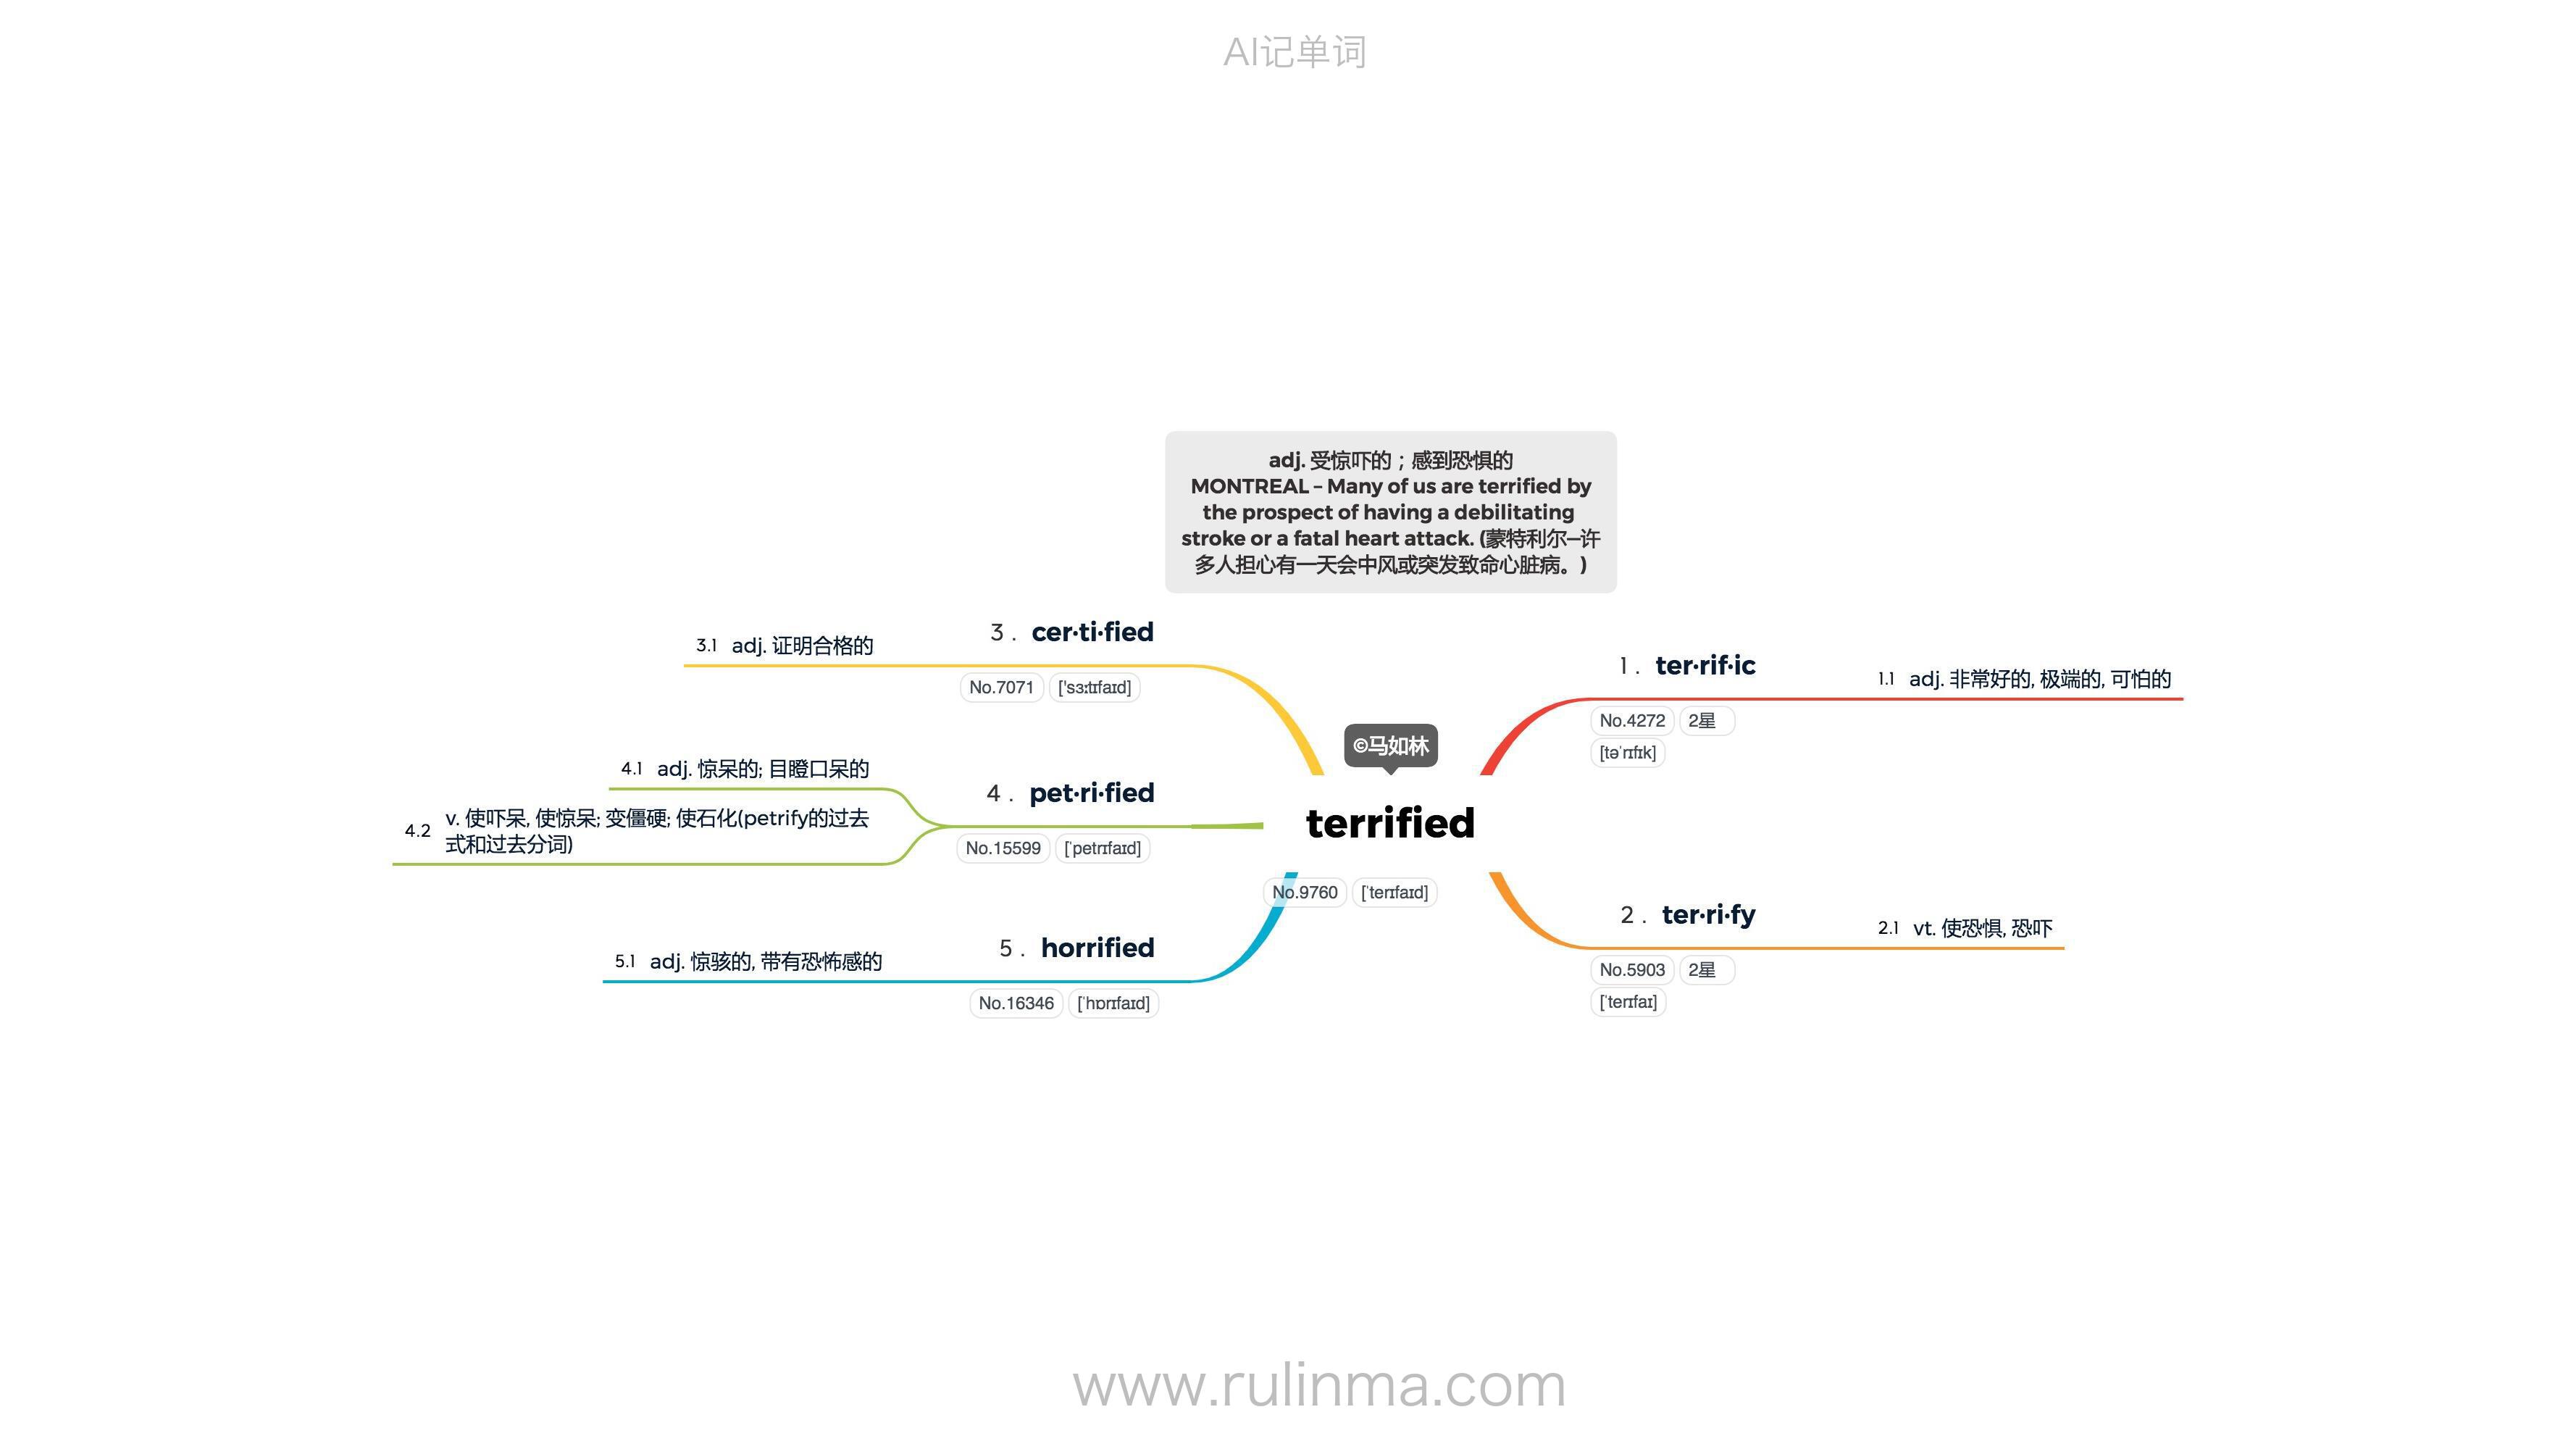 AI记单词
adj. 受惊吓的；感到恐惧的
MONTREAL – Many of us are terrified by
the prospect of having a debilitating
stroke or a fatal heart attack. (蒙特利尔—许
多人担心有一天会中风或突发致命心脏病。)
©马如林
terrified
No.9760 [ˈterɪfaɪd]
1. ter·rif·ic
No.4272 2星
[təˈrɪfɪk]
1.1 adj. 非常好的, 极端的, 可怕的
2. ter·ri·fy
No.5903 2星
[ˈterɪfaɪ]
2.1 vt. 使恐惧, 恐吓
3. cer·ti·fied
No.7071 ['sɜːtɪfaɪd]
3.1 adj. 证明合格的
4. pet·ri·fied
No.15599 [ˈpetrɪfaɪd]
4.1 adj. 惊呆的; 目瞪口呆的
4.2 v. 使吓呆, 使惊呆; 变僵硬; 使石化(petrify的过去
式和过去分词)
5. horrified
No.16346 [ˈhɒrɪfaɪd]
5.1 adj. 惊骇的, 带有恐怖感的
www.rulinma.com